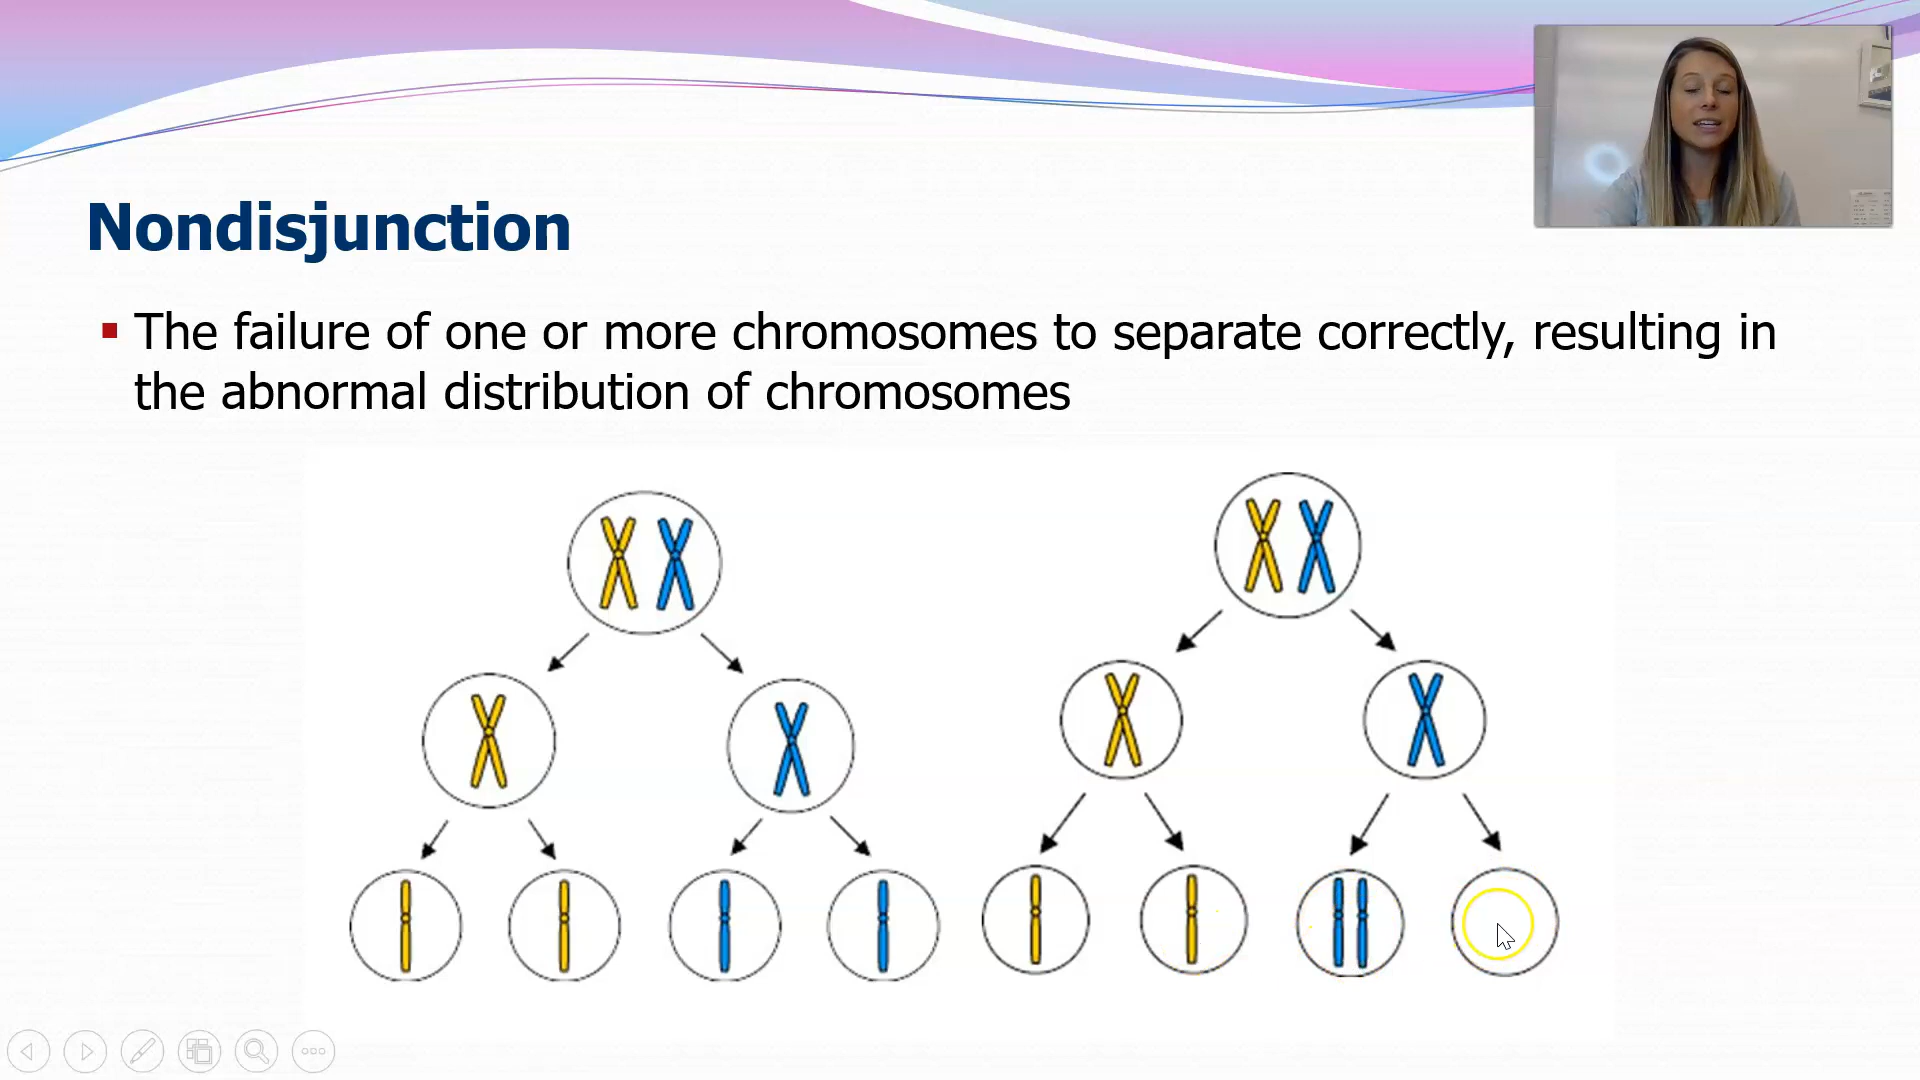 Nondisjunction
The failure of one or more chromosomes to separate correctly, resulting in
the abnormal distribution of chromosomes